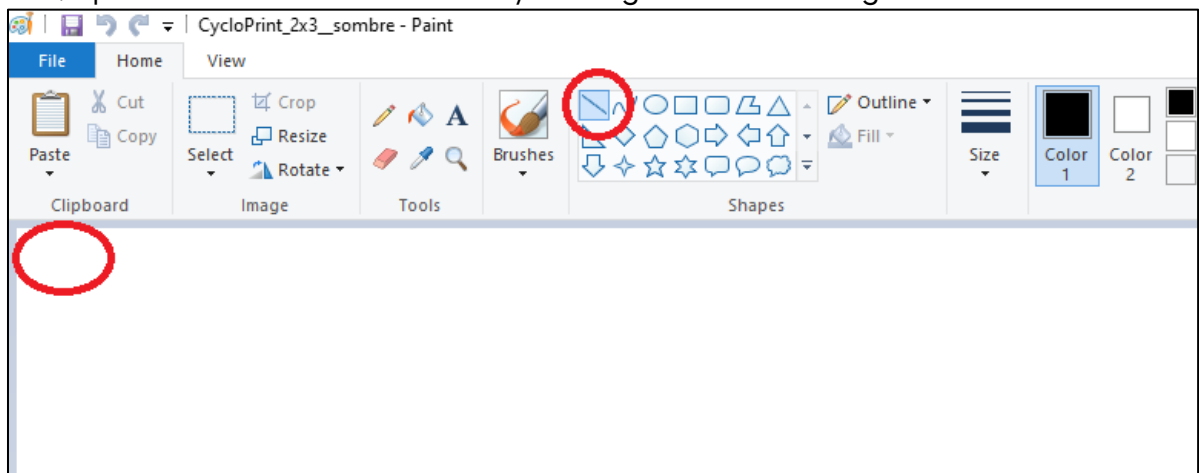 CycloPrint_2x3__sombre - Paint
File Home View
Cut Crop A Outline
Copy Resize Fill
Paste Select Rotate Brushes Size Color 1 Color 2
Clipboard Image Tools Shapes